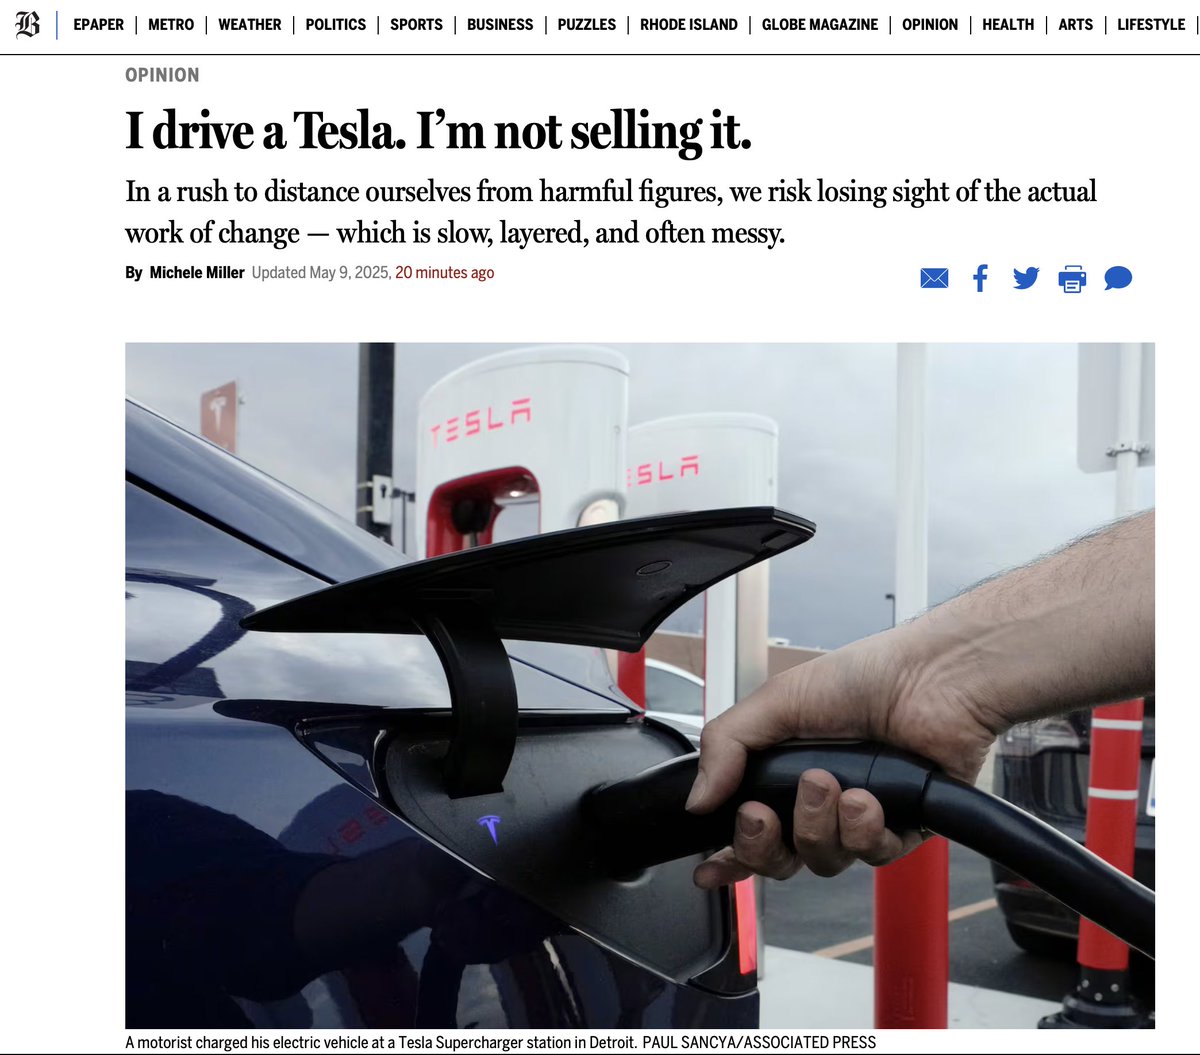 B EPAPER METRO WEATHER POLITICS SPORTS BUSINESS PUZZLES RHODE ISLAND GLOBE MAGAZINE OPINION HEALTH ARTS LIFESTYLE
OPINION
I drive a Tesla. I’m not selling it.
In a rush to distance ourselves from harmful figures, we risk losing sight of the actual
work of change — which is slow, layered, and often messy.
By Michele Miller Updated May 9, 2025, 20 minutes ago
TESLA
ESLA
A motorist charged his electric vehicle at a Tesla Supercharger station in Detroit. PAUL SANCYA/ASSOCIATED PRESS